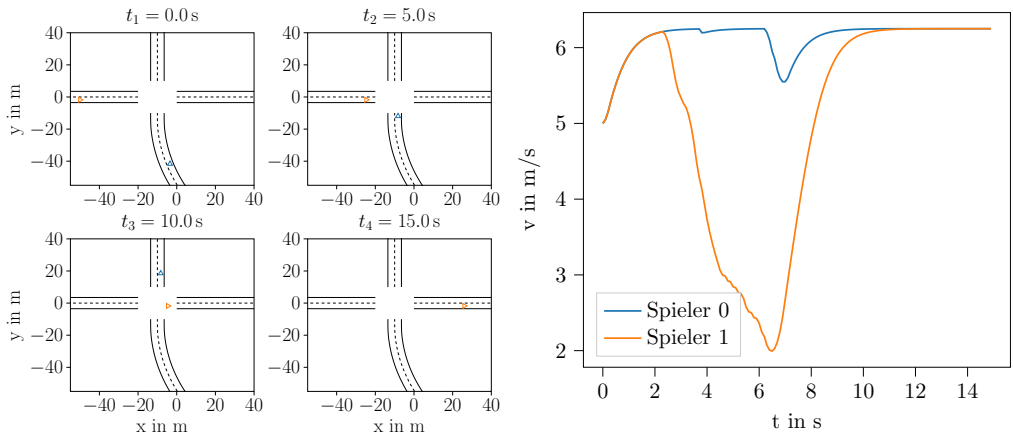 t₁ = 0.0 s
t₂ = 5.0 s
y in m
40
20
0
−20
−40
−40 −20 0 20 40
40
20
0
−20
−40
−40 −20 0 20 40
t₃ = 10.0 s
t₄ = 15.0 s
y in m
40
20
0
−20
−40
−40 −20 0 20 40
x in m
40
20
0
−20
−40
−40 −20 0 20 40
x in m
v in m/s
6
5
4
3
2
Spieler 0
Spieler 1
0 2 4 6 8 10 12 14
t in s